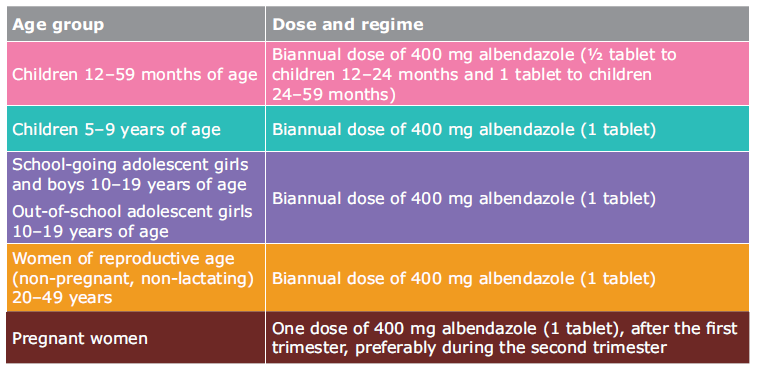 Age group
Dose and regime
Children 12–59 months of age
Biannual dose of 400 mg albendazole (½ tablet to
children 12–24 months and 1 tablet to children
24–59 months)
Children 5–9 years of age
Biannual dose of 400 mg albendazole (1 tablet)
School-going adolescent girls
and boys 10–19 years of age
Out-of-school adolescent girls
10–19 years of age
Biannual dose of 400 mg albendazole (1 tablet)
Women of reproductive age
(non-pregnant, non-lactating)
20–49 years
Biannual dose of 400 mg albendazole (1 tablet)
Pregnant women
One dose of 400 mg albendazole (1 tablet), after the first
trimester, preferably during the second trimester